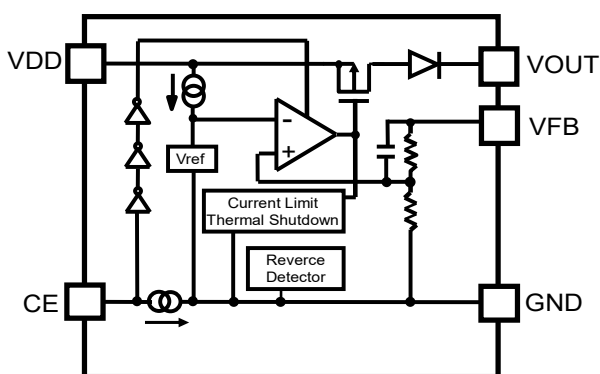 VDD
VOUT
VFB
-
+
Vref
Current Limit
Thermal Shutdown
Reverce
Detector
CE
GND